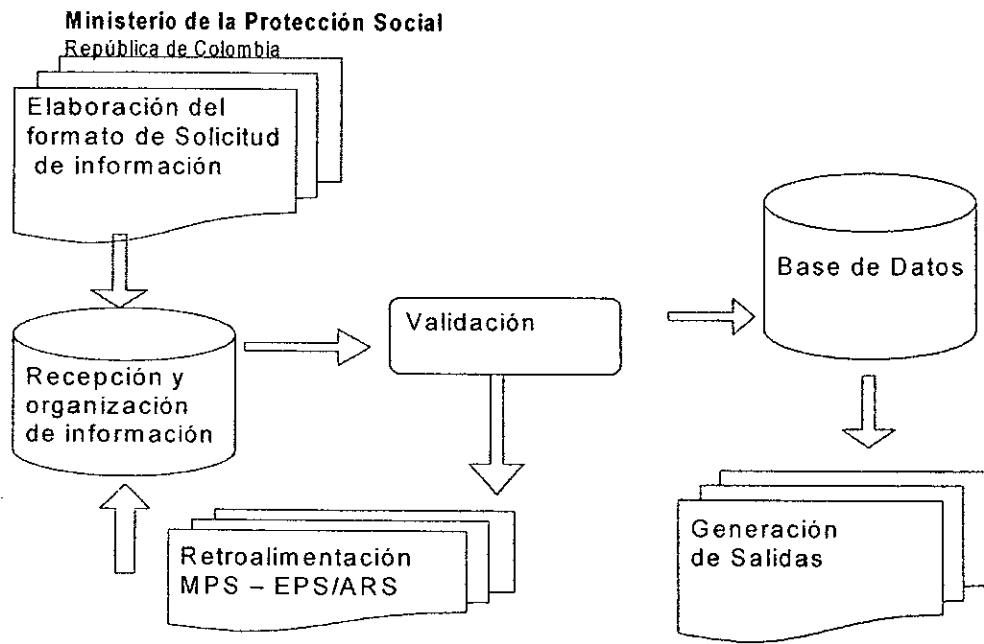 Ministerio de la Protección Social
República de Colombia
Elaboración del
formato de Solicitud
de información
Base de Datos
Validación
Recepción y
organización
de información
Retroalimentación
MPS – EPS/ARS
Generación
de Salidas